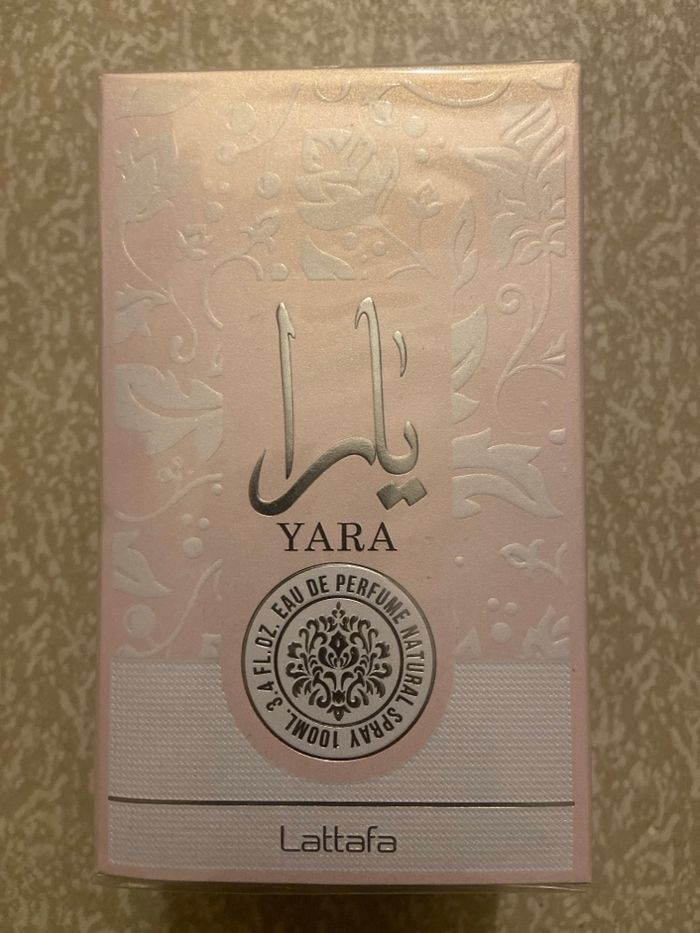 يارا
YARA
EAU DE PERFUME NATURAL SPRAY 100ML. 3.4 FL.OZ.
Lattafa